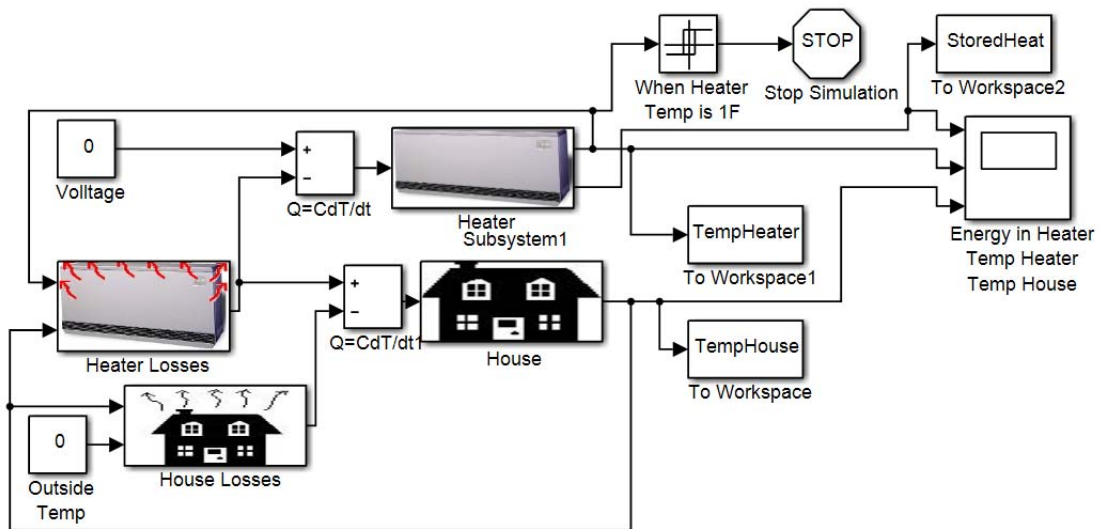 STOP
When Heater
Temp is 1F
Stop Simulation
StoredHeat
To Workspace2
0
Volltage
+
−
Q=CdT/dt
Heater
Subsystem1
TempHeater
To Workspace1
Energy in Heater
Temp Heater
Temp House
Heater Losses
+
−
Q=CdT/dt1
House
TempHouse
To Workspace
0
Outside
Temp
House Losses